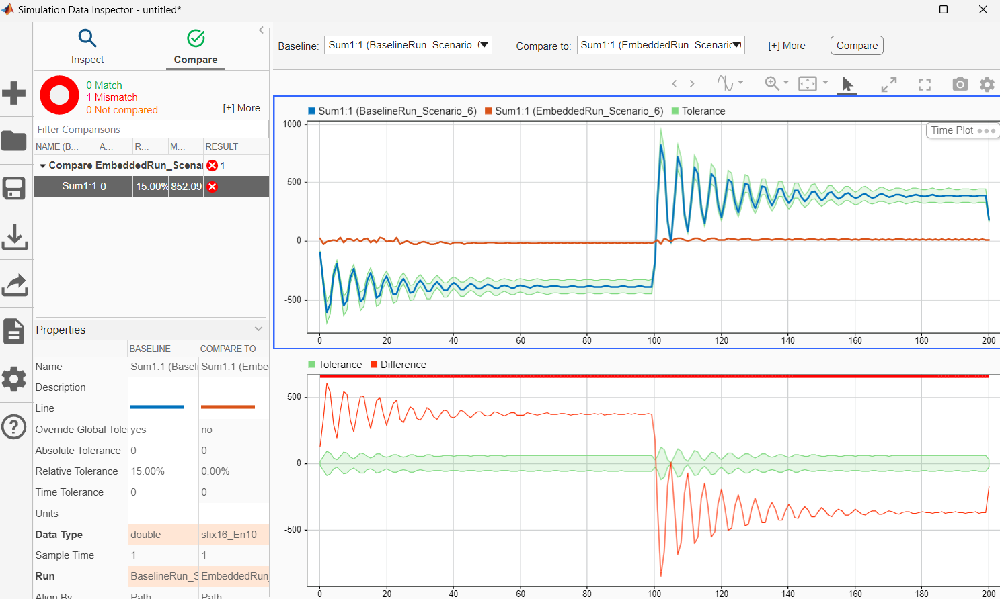 Simulation Data Inspector - untitled*
Inspect
Compare
0 Match
1 Mismatch
0 Not compared
[+] More
Filter Comparisons
NAME (B... A... R... M... RESULT
Compare EmbeddedRun_Scenar 1
Sum1:1 0 15.00% 852.09
Properties
BASELINE COMPARE TO
Name Sum1:1 (Baseli Sum1:1 (Embe
Description
Line
Override Global Tole yes no
Absolute Tolerance 0 0
Relative Tolerance 15.00% 0.00%
Time Tolerance 0 0
Units
Data Type double sfix16_En10
Sample Time 1 1
Run BaselineRun_S EmbeddedRun_
Align By Path Path
Baseline: Sum1:1 (BaselineRun_Scenario_6 Compare to: Sum1:1 (EmbeddedRun_Scenario [+] More Compare
Sum1:1 (BaselineRun_Scenario_6) Sum1:1 (EmbeddedRun_Scenario_6) Tolerance
Time Plot
1000
500
0
-500
0 20 40 60 80 100 120 140 160 180 200
Tolerance Difference
500
0
-500
0 20 40 60 80 100 120 140 160 180 200